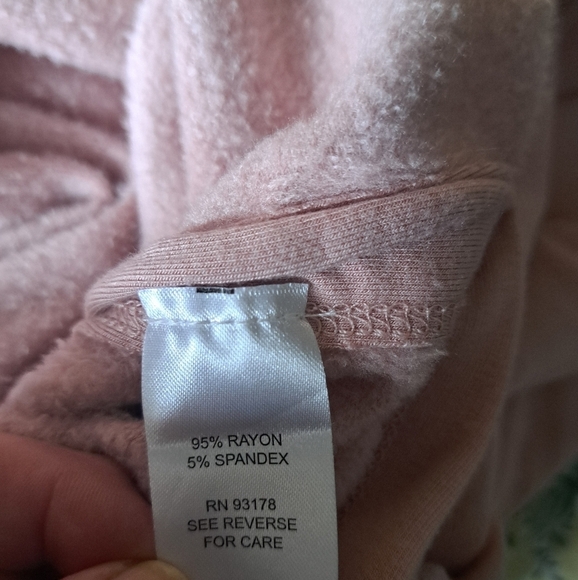 95% RAYON
5% SPANDEX
RN 93178
SEE REVERSE
FOR CARE